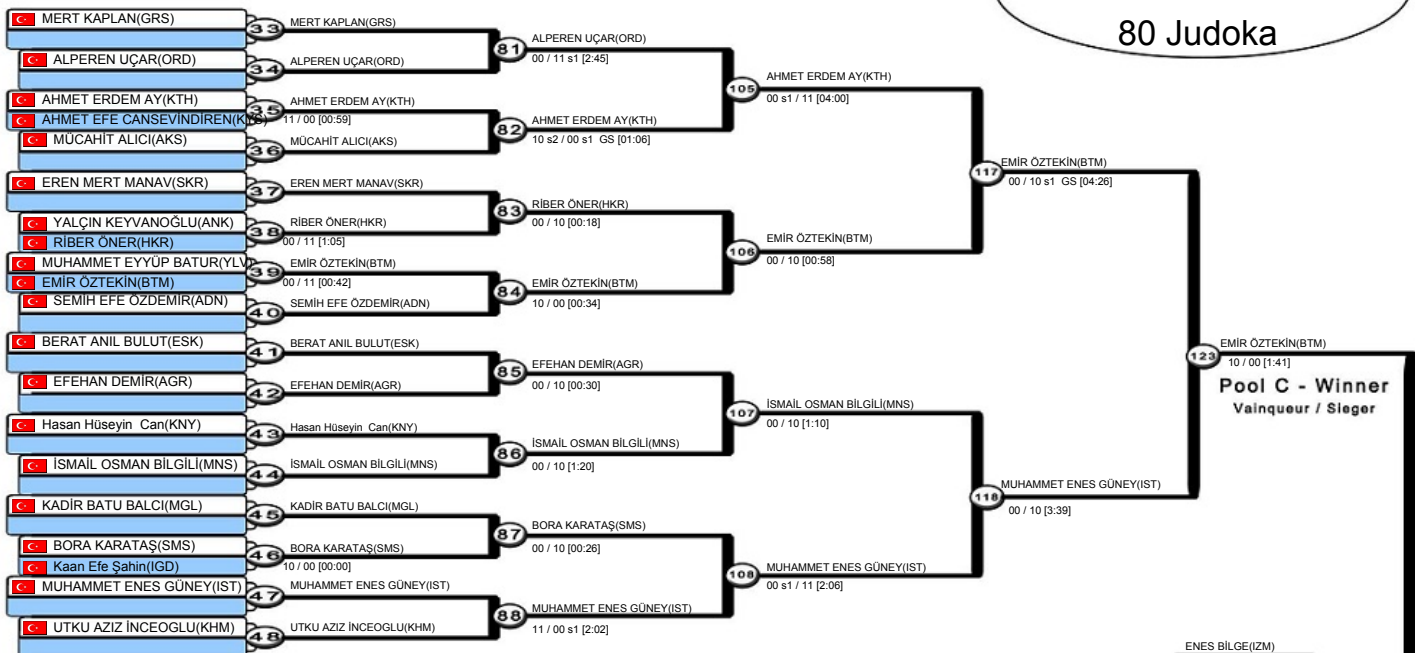 80 Judoka
MERT KAPLAN(GRS)
33
MERT KAPLAN(GRS)
ALPEREN UÇAR(ORD)
34
ALPEREN UÇAR(ORD)
81
ALPEREN UÇAR(ORD)
00 / 11 s1 [2:45]
AHMET ERDEM AY(KTH)
AHMET EFE CANSEVİNDİREN(KYS)
35
AHMET ERDEM AY(KTH)
11 / 00 [00:59]
MÜCAHİT ALICI(AKS)
36
MÜCAHİT ALICI(AKS)
82
AHMET ERDEM AY(KTH)
10 s2 / 00 s1 GS [01:06]
105
AHMET ERDEM AY(KTH)
00 s1 / 11 [04:00]
EREN MERT MANAV(SKR)
37
EREN MERT MANAV(SKR)
YALÇIN KEYVANOĞLU(ANK)
RİBER ÖNER(HKR)
38
RİBER ÖNER(HKR)
00 / 11 [1:05]
83
RİBER ÖNER(HKR)
00 / 10 [00:18]
MUHAMMET EYYÜP BATUR(YLV)
EMİR ÖZTEKİN(BTM)
39
EMİR ÖZTEKİN(BTM)
00 / 11 [00:42]
SEMİH EFE ÖZDEMİR(ADN)
40
SEMİH EFE ÖZDEMİR(ADN)
84
EMİR ÖZTEKİN(BTM)
10 / 00 [00:34]
106
EMİR ÖZTEKİN(BTM)
00 / 10 [00:58]
117
EMİR ÖZTEKİN(BTM)
00 / 10 s1 GS [04:26]
BERAT ANIL BULUT(ESK)
41
BERAT ANIL BULUT(ESK)
EFEHAN DEMİR(AGR)
42
EFEHAN DEMİR(AGR)
85
EFEHAN DEMİR(AGR)
00 / 10 [00:30]
Hasan Hüseyin Can(KNY)
43
Hasan Hüseyin Can(KNY)
İSMAİL OSMAN BİLGİLİ(MNS)
44
İSMAİL OSMAN BİLGİLİ(MNS)
86
İSMAİL OSMAN BİLGİLİ(MNS)
00 / 10 [1:20]
107
İSMAİL OSMAN BİLGİLİ(MNS)
00 / 10 [1:10]
KADİR BATU BALCI(MGL)
45
KADİR BATU BALCI(MGL)
BORA KARATAŞ(SMS)
Kaan Efe Şahin(IGD)
46
BORA KARATAŞ(SMS)
10 / 00 [00:00]
87
BORA KARATAŞ(SMS)
00 / 10 [00:26]
MUHAMMET ENES GÜNEY(IST)
47
MUHAMMET ENES GÜNEY(IST)
UTKU AZIZ İNCEOGLU(KHM)
48
UTKU AZIZ İNCEOGLU(KHM)
88
MUHAMMET ENES GÜNEY(IST)
11 / 00 s1 [2:02]
108
MUHAMMET ENES GÜNEY(IST)
00 s1 / 11 [2:06]
118
MUHAMMET ENES GÜNEY(IST)
00 / 10 [3:39]
123
EMİR ÖZTEKİN(BTM)
10 / 00 [1:41]
Pool C - Winner
Vainqueur / Sieger
ENES BİLGE(IZM)